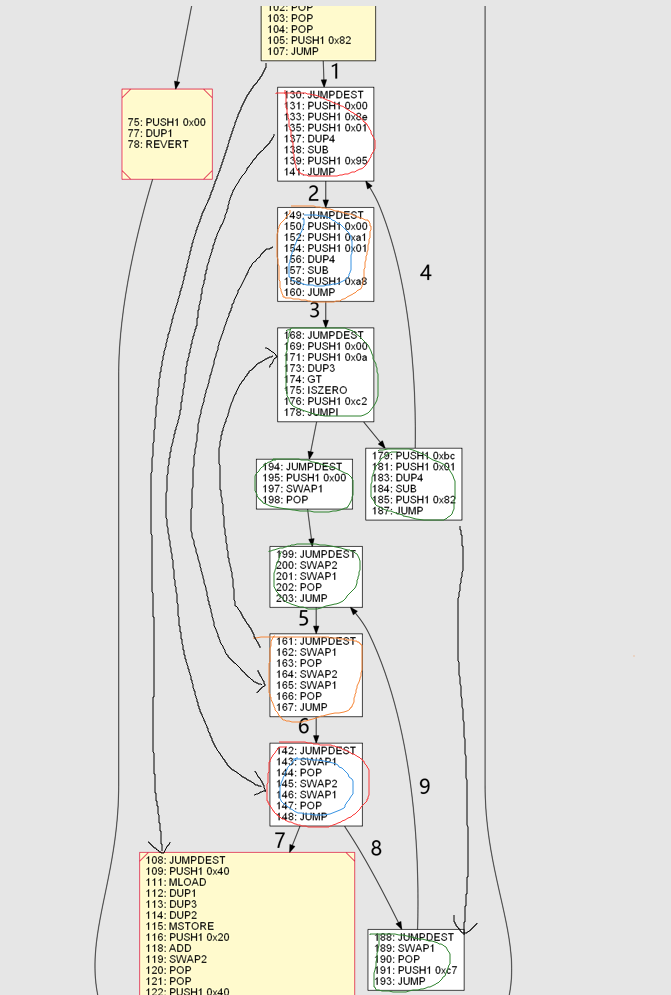 102: POP
103: POP
104: POP
105: PUSH1 0x82
107: JUMP
1
75: PUSH1 0x00
77: DUP1
78: REVERT
130: JUMPDEST
131: PUSH1 0x00
133: PUSH1 0x8e
135: PUSH1 0x01
137: DUP4
138: SUB
139: PUSH1 0x95
141: JUMP
2
149: JUMPDEST
150: PUSH1 0x00
152: PUSH1 0xa1
154: PUSH1 0x01
156: DUP4
157: SUB
158: PUSH1 0xa8
160: JUMP
4
3
168: JUMPDEST
169: PUSH1 0x00
171: PUSH1 0x0a
173: DUP3
174: GT
175: ISZERO
176: PUSH1 0xc2
178: JUMPI
194: JUMPDEST
195: PUSH1 0x00
197: SWAP1
198: POP
179: PUSH1 0xbc
181: PUSH1 0x01
183: DUP4
184: SUB
185: PUSH1 0x82
187: JUMP
199: JUMPDEST
200: SWAP2
201: SWAP1
202: POP
203: JUMP
5
161: JUMPDEST
162: SWAP1
163: POP
164: SWAP2
165: SWAP1
166: POP
167: JUMP
6
142: JUMPDEST
143: SWAP1
144: POP
145: SWAP2
146: SWAP1
147: POP
148: JUMP
9
7
8
108: JUMPDEST
109: PUSH1 0x40
111: MLOAD
112: DUP1
113: DUP3
114: DUP2
115: MSTORE
116: PUSH1 0x20
118: ADD
119: SWAP2
120: POP
121: POP
122: PUSH1 0x40
188: JUMPDEST
189: SWAP1
190: POP
191: PUSH1 0xc7
193: JUMP